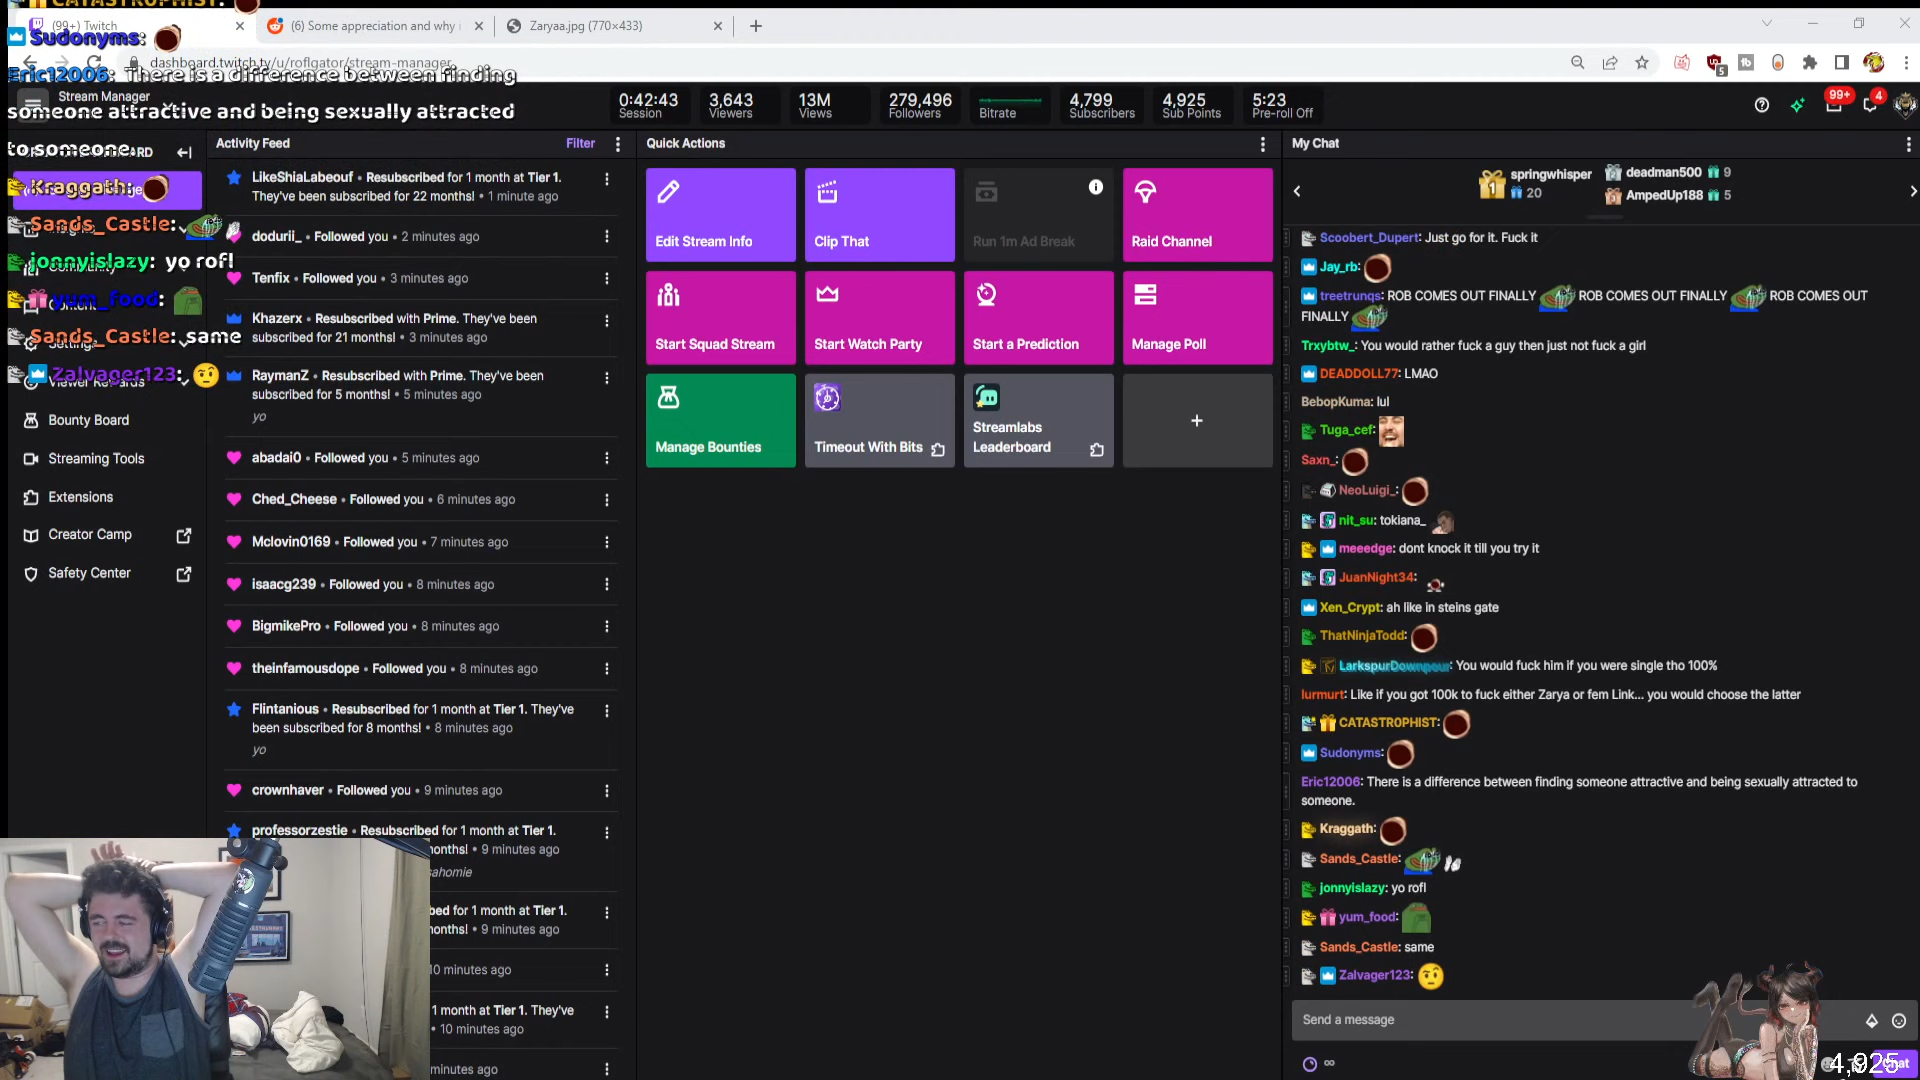 CATASTR0PHIST:
(99+) Twitch
(6) Some appreciation and why i
Zaryaa.jpg (770×433)
Sudonyms:
dashboard.twitch.tv/u/roflgator/stream-manager
5
Eric12006: There is a difference between finding
someone attractive and being sexually attracted
to someone.
Stream Manager
0:42:43
Session
3,643
Viewers
13M
Views
279,496
Followers
Bitrate
4,799
Subscribers
4,925
Sub Points
5:23
Pre-roll Off
99+
4
Kraggath:
Sands_Castle:
jonnyislazy: yo rofl
yum_food:
Sands_Castle: same
Zalvager123:
Viewer Rewards
Bounty Board
Streaming Tools
Extensions
Creator Camp
Safety Center
Activity Feed
Filter
LikeShiaLabeouf • Resubscribed for 1 month at Tier 1.
They've been subscribed for 22 months! • 1 minute ago
dodurii_ • Followed you • 2 minutes ago
Tenfix • Followed you • 3 minutes ago
Khazerx • Resubscribed with Prime. They've been
subscribed for 21 months! • 3 minutes ago
RaymanZ • Resubscribed with Prime. They've been
subscribed for 5 months! • 5 minutes ago
yo
abadai0 • Followed you • 5 minutes ago
Ched_Cheese • Followed you • 6 minutes ago
Mclovin0169 • Followed you • 7 minutes ago
isaacg239 • Followed you • 8 minutes ago
BigmikePro • Followed you • 8 minutes ago
theinfamousdope • Followed you • 8 minutes ago
Flintanious • Resubscribed for 1 month at Tier 1. They've
been subscribed for 8 months! • 8 minutes ago
yo
crownhaver • Followed you • 9 minutes ago
professorzestie • Resubscribed for 1 month at Tier 1.
onths! • 9 minutes ago
ahomie
bed for 1 month at Tier 1.
onths! • 9 minutes ago
10 minutes ago
1 month at Tier 1. They've
• 10 minutes ago
minutes ago
Quick Actions
Edit Stream Info
Clip That
Run 1m Ad Break
Raid Channel
Start Squad Stream
Start Watch Party
Start a Prediction
Manage Poll
Manage Bounties
Timeout With Bits
Streamlabs
Leaderboard
My Chat
1
springwhisper
20
deadman500 9
AmpedUp188 5
Scoobert_Dupert: Just go for it. Fuck it
Jay_rb:
treetrunqs: ROB COMES OUT FINALLY ROB COMES OUT FINALLY ROB COMES OUT
FINALLY
Trxybtw_: You would rather fuck a guy then just not fuck a girl
DEADDOLL77: LMAO
BebopKuma: lul
Tuga_cef:
Saxn_:
NeoLuigi_:
nit_su: tokiana_
meeedge: dont knock it till you try it
JuanNight34:
Xen_Crypt: ah like in steins gate
ThatNinjaTodd:
LarkspurDownpour: You would fuck him if you were single tho 100%
lurmurt: Like if you got 100k to fuck either Zarya or fem Link... you would choose the latter
CATASTR0PHIST:
Sudonyms:
Eric12006: There is a difference between finding someone attractive and being sexually attracted to
someone.
Kraggath:
Sands_Castle:
jonnyislazy: yo rofl
yum_food:
Sands_Castle: same
Zalvager123:
Send a message
4,925